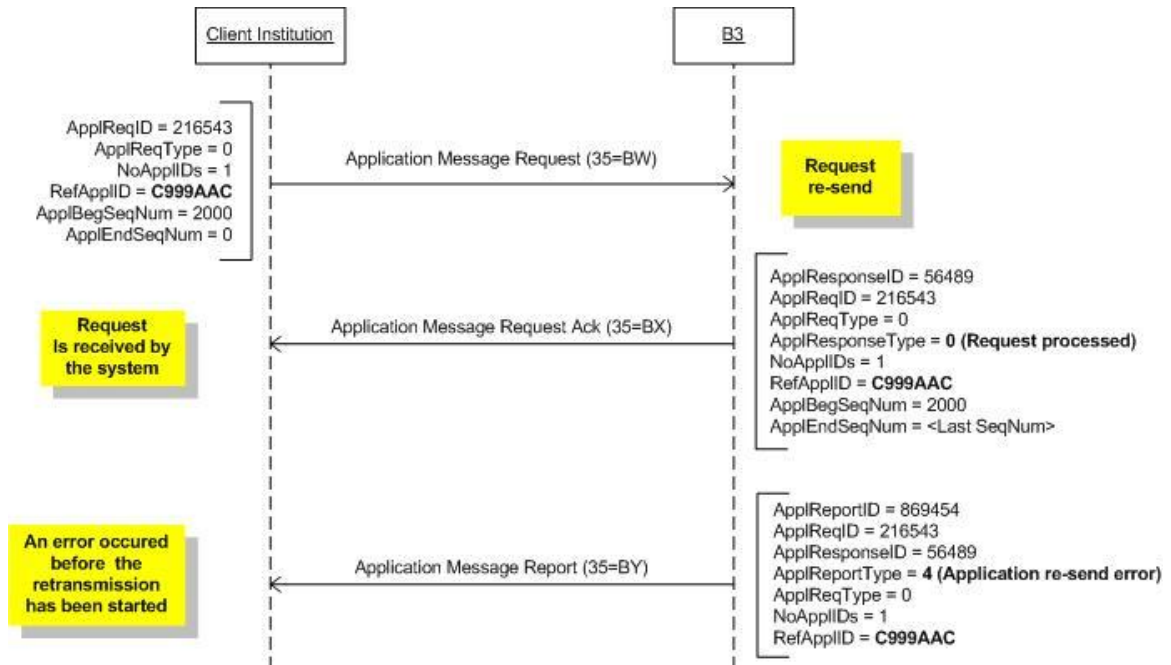 Client Institution
B3
ApplReqID = 216543
ApplReqType = 0
NoApplIDs = 1
RefApplID = C999AAC
ApplBegSeqNum = 2000
ApplEndSeqNum = 0
Application Message Request (35=BW)
Request
re-send
Request
Is received by
the system
Application Message Request Ack (35=BX)
ApplResponseID = 56489
ApplReqID = 216543
ApplReqType = 0
ApplResponseType = 0 (Request processed)
NoApplIDs = 1
RefApplID = C999AAC
ApplBegSeqNum = 2000
ApplEndSeqNum = <Last SeqNum>
An error occured
before the
retransmission
has been started
Application Message Report (35=BY)
ApplReportID = 869454
ApplReqID = 216543
ApplResponseID = 56489
ApplReportType = 4 (Application re-send error)
ApplReqType = 0
NoApplIDs = 1
RefApplID = C999AAC